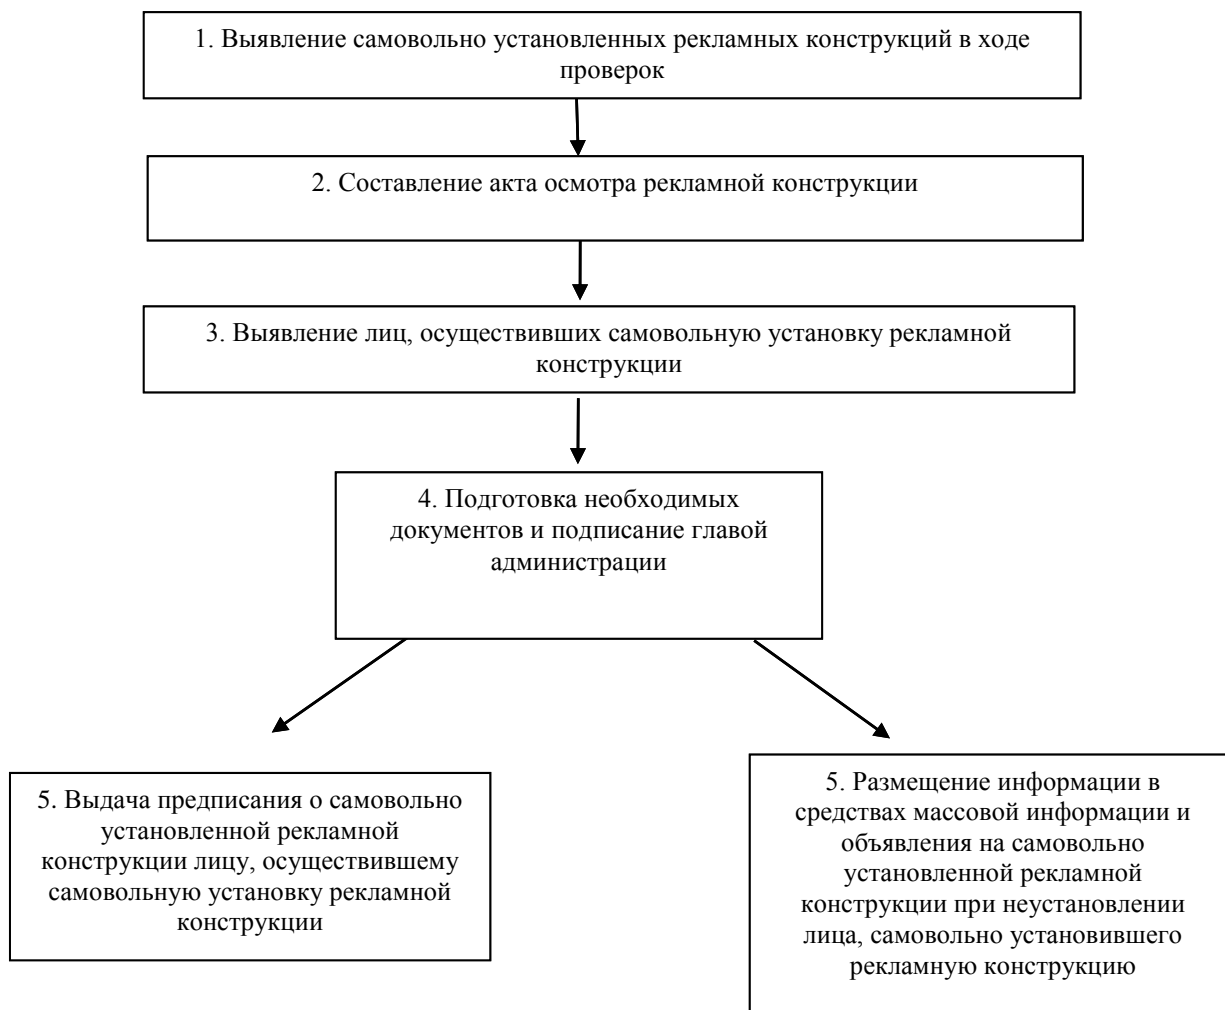 1. Выявление самовольно установленных рекламных конструкций в ходе
проверок
2. Составление акта осмотра рекламной конструкции
3. Выявление лиц, осуществивших самовольную установку рекламной
конструкции
4. Подготовка необходимых
документов и подписание главой
администрации
5. Выдача предписания о самовольно
установленной рекламной
конструкции лицу, осуществившему
самовольную установку рекламной
конструкции
5. Размещение информации в
средствах массовой информации и
объявления на самовольно
установленной рекламной
конструкции при неустановлении
лица, самовольно установившего
рекламную конструкцию